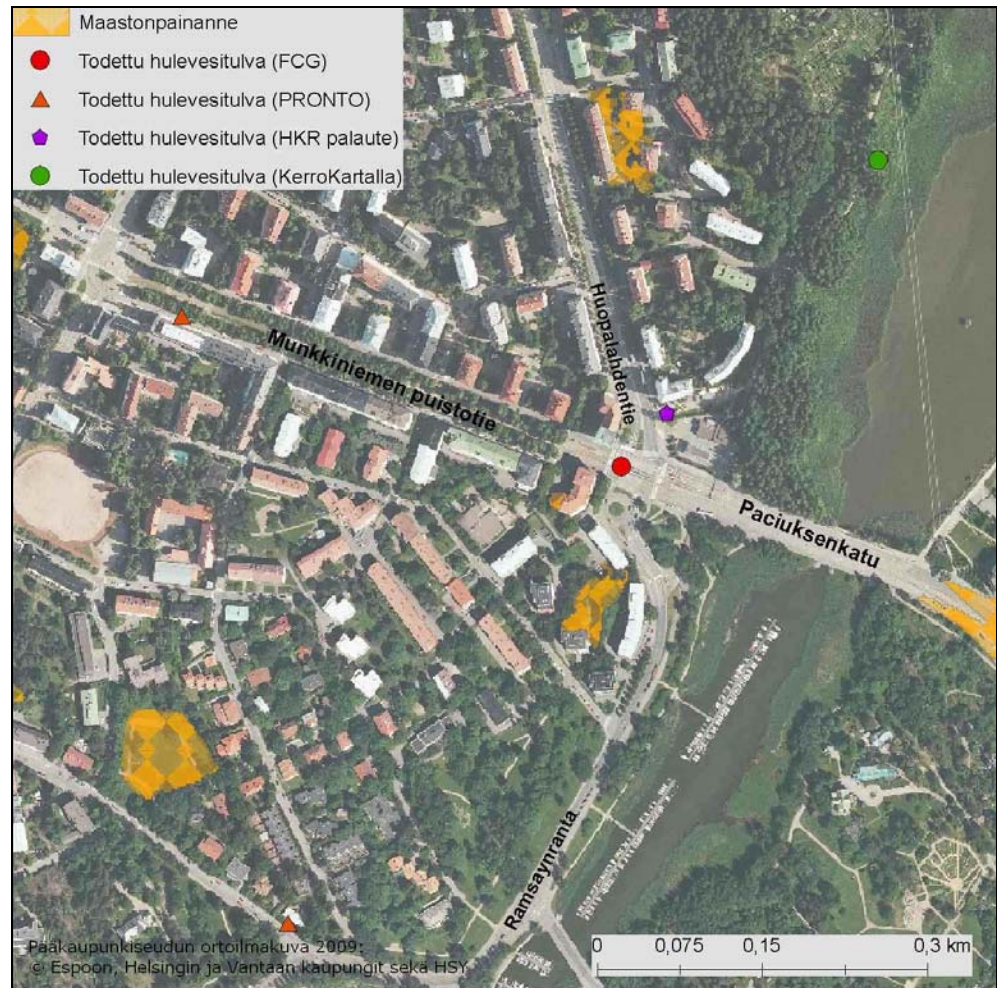 Maastonpainanne
Todettu hulevesitulva (FCG)
Todettu hulevesitulva (PRONTO)
Todettu hulevesitulva (HKR palaute)
Todettu hulevesitulva (KerroKartalla)
Huopalahdentie
Munkkiniemen puistotie
Paciuksenkatu
Ramsaynranta
Pääkaupunkiseudun ortoilmakuva 2009:
© Espoon, Helsingin ja Vantaan kaupungit sekä HSY
0 0,075 0,15 0,3 km